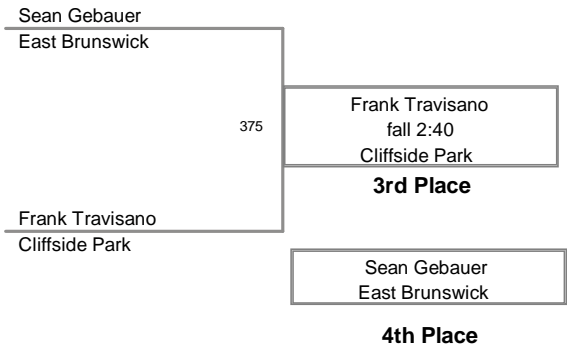 Sean Gebauer
East Brunswick
375
Frank Travisano
fall 2:40
Cliffside Park
3rd Place
Frank Travisano
Cliffside Park
Sean Gebauer
East Brunswick
4th Place